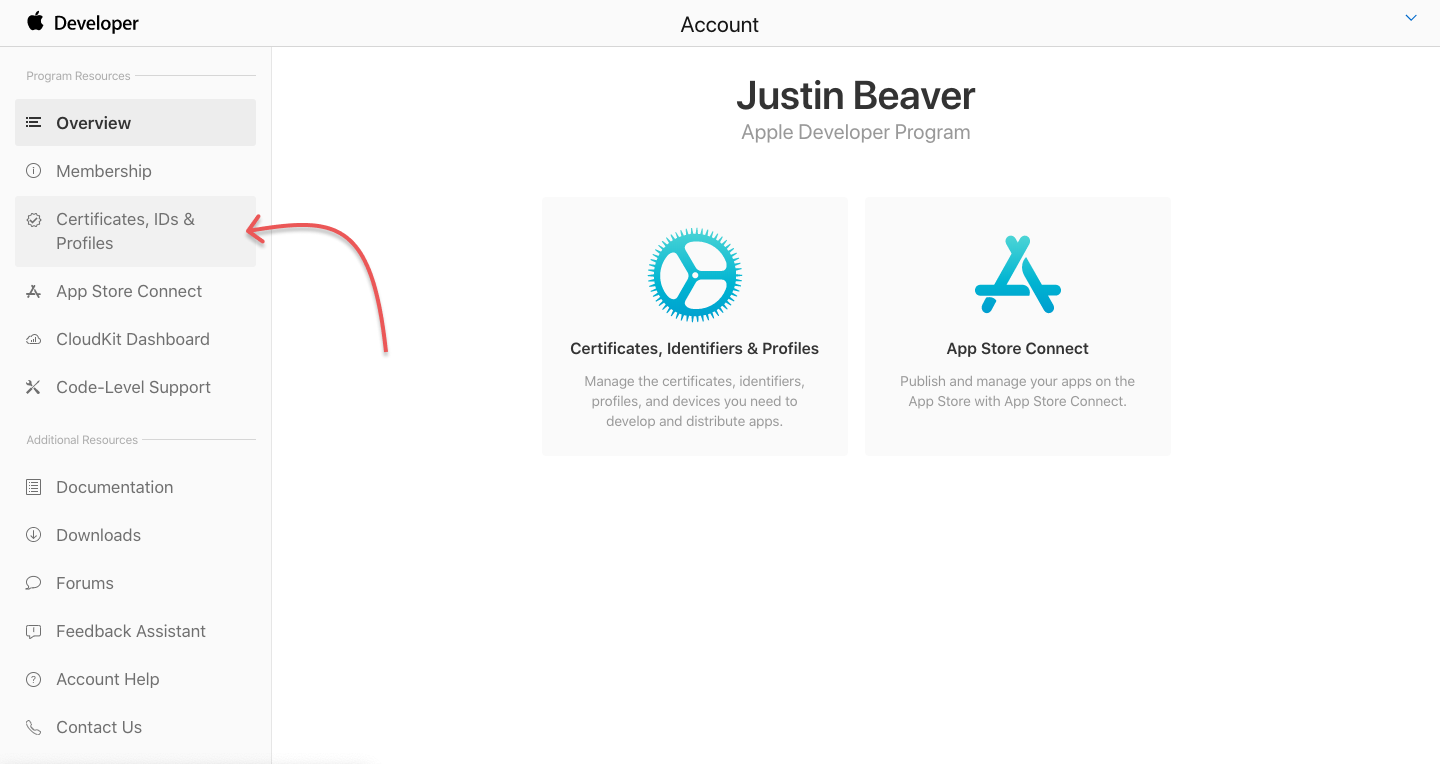 Developer
Account
Program Resources
Overview
Membership
Certificates, IDs &
Profiles
App Store Connect
CloudKit Dashboard
Code-Level Support
Additional Resources
Documentation
Downloads
Forums
Feedback Assistant
Account Help
Contact Us
Justin Beaver
Apple Developer Program
Certificates, Identifiers & Profiles
Manage the certificates, identifiers,
profiles, and devices you need to
develop and distribute apps.
App Store Connect
Publish and manage your apps on the
App Store with App Store Connect.